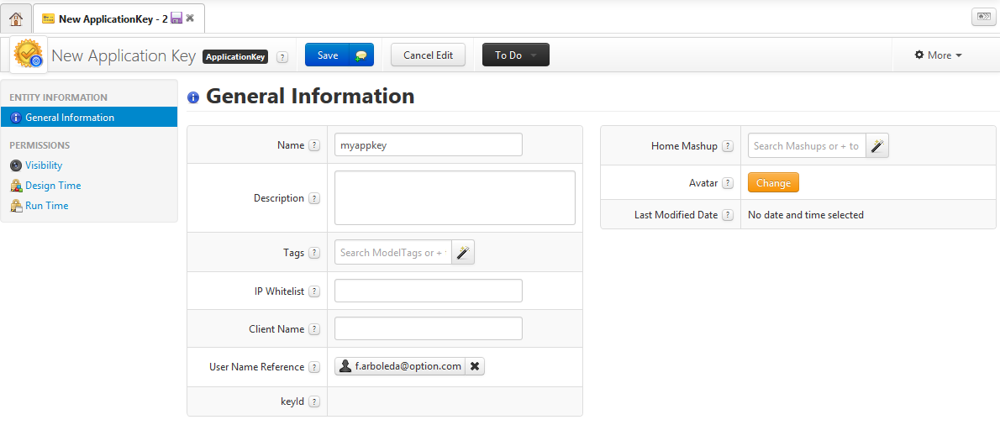 New ApplicationKey - 2
New Application Key ApplicationKey ? Save Cancel Edit To Do More
ENTITY INFORMATION
General Information
PERMISSIONS
Visibility
Design Time
Run Time
General Information
Name ? myappkey
Description ?
Tags ? Search ModelTags or +
IP Whitelist ?
Client Name ?
User Name Reference ? f.arboleda@option.com
keyId ?
Home Mashup ? Search Mashups or + to
Avatar ? Change
Last Modified Date ? No date and time selected